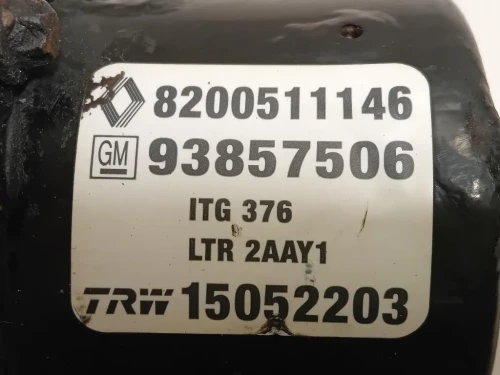 8200511146
GM 93857506
ITG 376
LTR 2AAY1
TRW 15052203